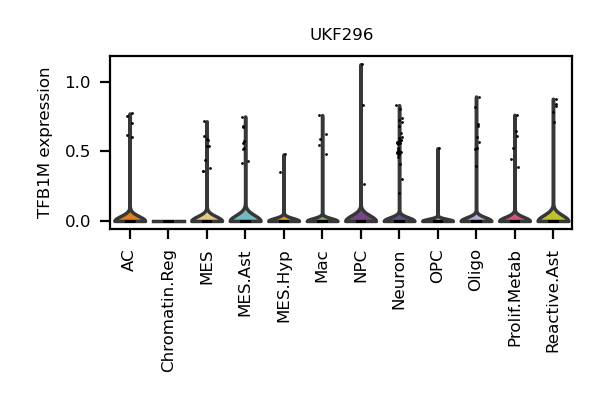 UKF296
TFB1M expression
1.0
0.5
0.0
AC
Chromatin.Reg
MES
MES.Ast
MES.Hyp
Mac
NPC
Neuron
OPC
Oligo
Prolif.Metab
Reactive.Ast